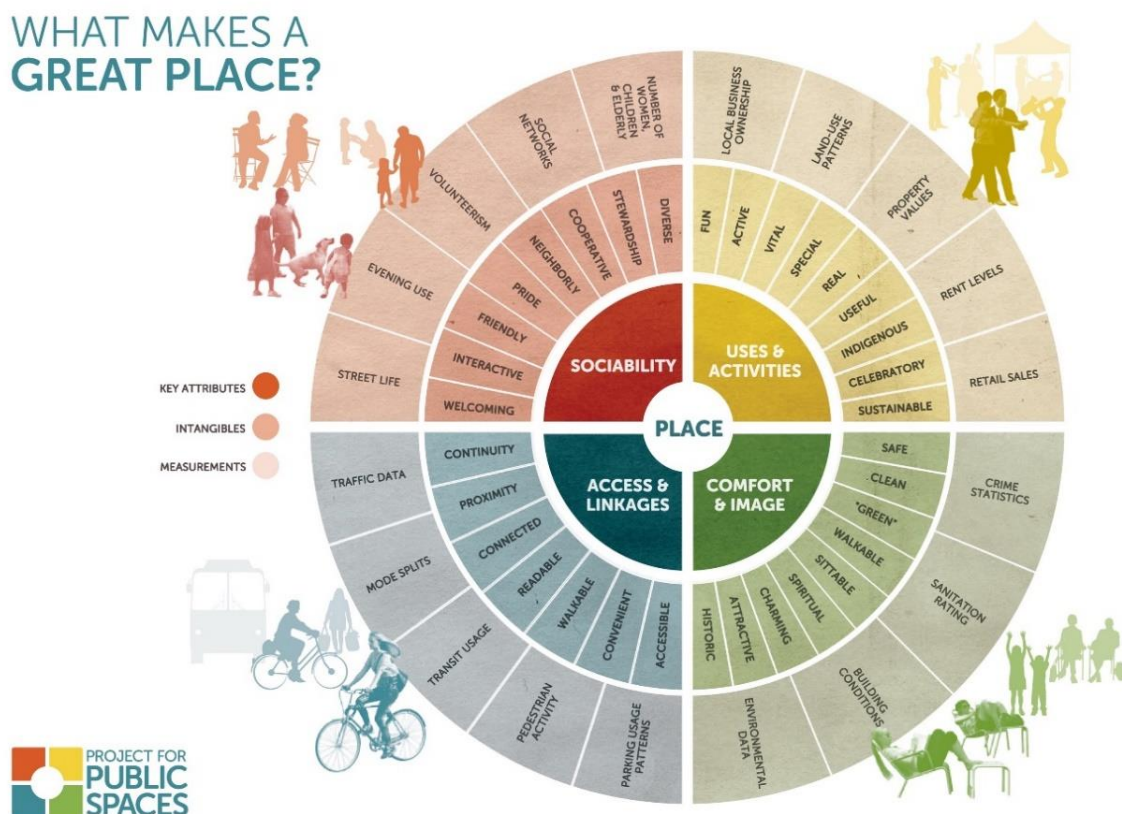 WHAT MAKES A
GREAT PLACE?
KEY ATTRIBUTES
INTANGIBLES
MEASUREMENTS
PLACE
SOCIABILITY
USES &
ACTIVITIES
ACCESS &
LINKAGES
COMFORT
& IMAGE
WELCOMING
INTERACTIVE
FRIENDLY
PRIDE
NEIGHBORLY
COOPERATIVE
STEWARDSHIP
DIVERSE
FUN
ACTIVE
VITAL
SPECIAL
REAL
USEFUL
INDIGENOUS
CELEBRATORY
SUSTAINABLE
SAFE
CLEAN
"GREEN"
WALKABLE
SITTABLE
SPIRITUAL
CHARMING
ATTRACTIVE
HISTORIC
ACCESSIBLE
CONVENIENT
WALKABLE
READABLE
CONNECTED
PROXIMITY
CONTINUITY
STREET LIFE
EVENING USE
VOLUNTEERISM
SOCIAL
NETWORKS
NUMBER OF
WOMEN,
CHILDREN
& ELDERLY
LOCAL BUSINESS
OWNERSHIP
LAND-USE
PATTERNS
PROPERTY
VALUES
RENT LEVELS
RETAIL SALES
CRIME
STATISTICS
SANITATION
RATING
BUILDING
CONDITIONS
ENVIRONMENTAL
DATA
PARKING USAGE
PATTERNS
PEDESTRIAN
ACTIVITY
TRANSIT USAGE
MODE SPLITS
TRAFFIC DATA
PROJECT FOR
PUBLIC
SPACES